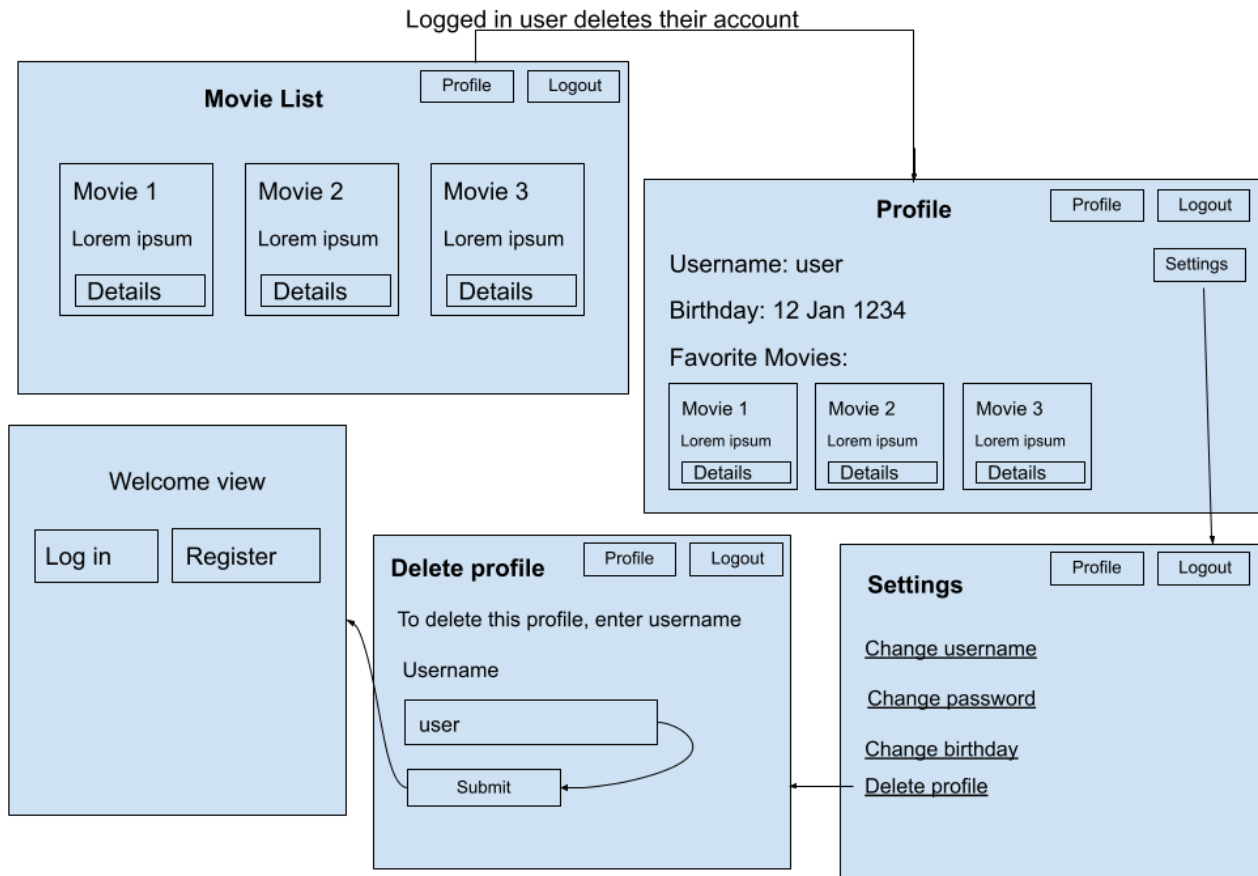 Logged in user deletes their account
Movie List
Profile
Logout
Movie 1
Lorem ipsum
Details
Movie 2
Lorem ipsum
Details
Movie 3
Lorem ipsum
Details
Profile
Profile
Logout
Settings
Username: user
Birthday: 12 Jan 1234
Favorite Movies:
Movie 1
Lorem ipsum
Details
Movie 2
Lorem ipsum
Details
Movie 3
Lorem ipsum
Details
Settings
Profile
Logout
Change username
Change password
Change birthday
Delete profile
Delete profile
Profile
Logout
To delete this profile, enter username
Username
user
Submit
Welcome view
Log in
Register